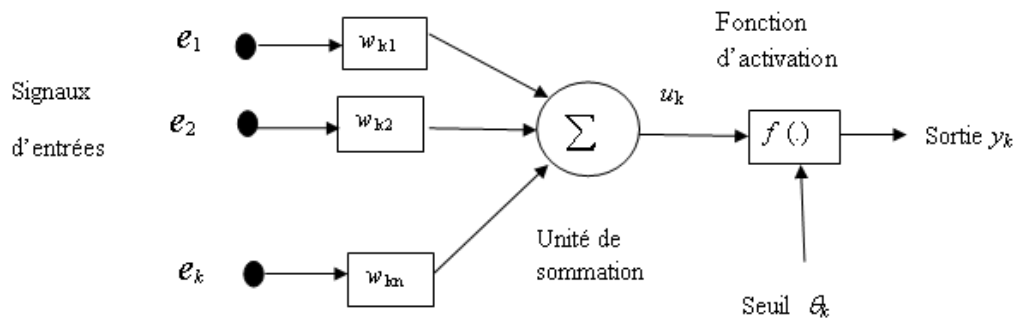 e1
wk1
Fonction
d'activation
Signaux
d'entrées
e2
wk2
∑
uk
f (.)
Sortie yk
ek
wkn
Unité de
sommation
Seuil θk